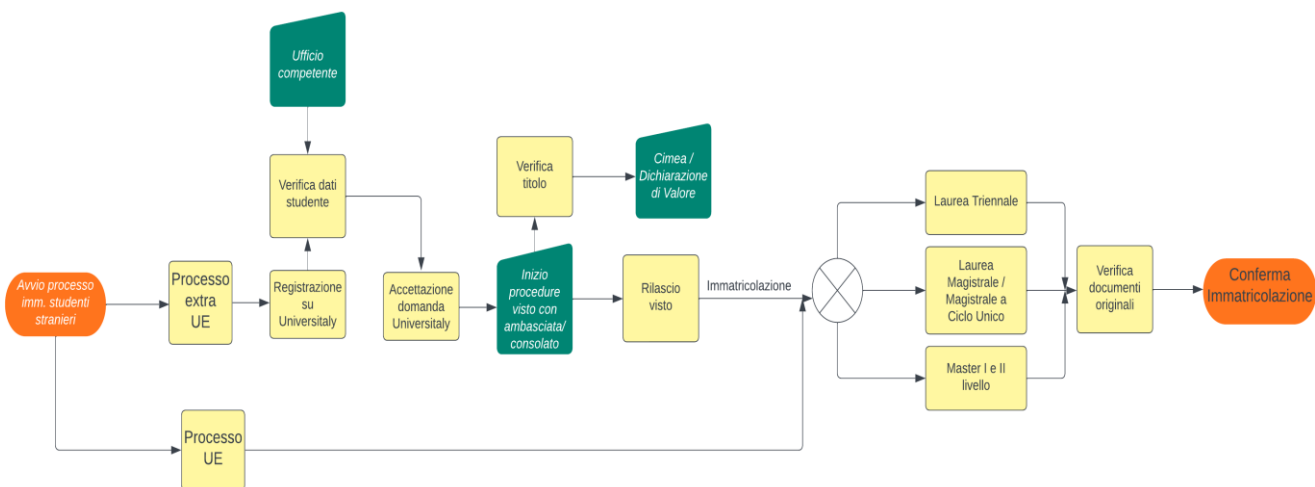 Ufficio
competente
Verifica dati
studente
Verifica
titolo
Cimea /
Dichiarazione
di Valore
Avvio processo
imm. studenti
stranieri
Processo
extra
UE
Registrazione
su
Universitaly
Accettazione
domanda
Universitaly
Inizio
procedure
visto con
ambasciata/
consolato
Rilascio
visto
Immatricolazione
Laurea Triennale
Laurea
Magistrale /
Magistrale a
Ciclo Unico
Master I e II
livello
Verifica
documenti
originali
Conferma
Immatricolazione
Processo
UE